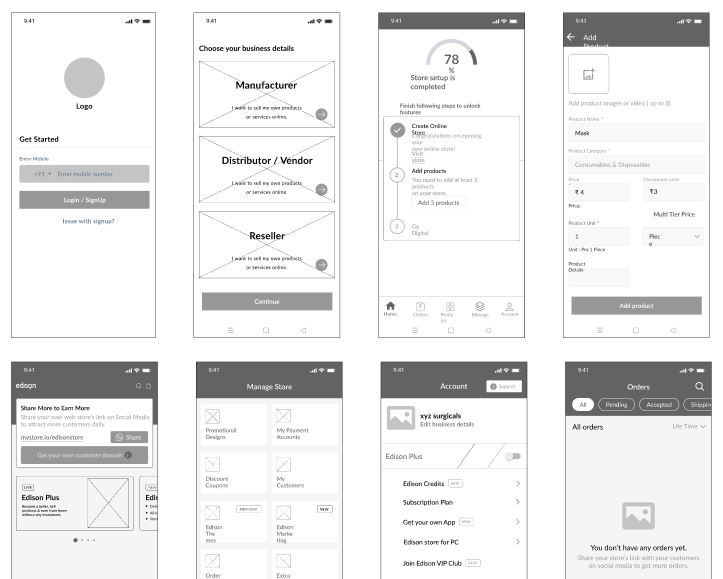 9:41
Logo
Get Started
Enter Mobile
+91 Enter mobile number
Login / SignUp
Issue with signup?
9:41
Choose your business details
Manufacturer
I want to sell my own products
or services online.
Distributor / Vendor
I want to sell my own products
or services online.
Reseller
I want to sell my own products
or services online.
Continue
9:41
78
%
Store setup is
completed
Finish following steps to unlock
features
Create Online
Store
Congratulations on opening
your
new online store!
Visit
store
2
Add products
You need to add at least 3
products
on your store.
Add 3 products
3
Go
Digital
Home
Orders
Produ
cts
Manage
Account
9:41
Add
Product
Add product images or video ( up to 8)
Product Name *
Mask
Product Category *
Consumables & Disposables
Price
Discounted price
₹ 4
₹3
Price:
Multi Tier Price
Product Unit *
1
Piec
e
Unit : Per 1 Piece
Product
Details
Add product
9:41
edison
Share More to Earn More
Share your own web store's link on Social Media
to attract more customers daily.
mystore.io/edisonstore
Share
Get your own customer domain
LIVE
Edison Plus
Become a Seller, Sell
products & earn from home
without any investment.
NEW
Edis
9:41
Manage Store
Promotional
Designs
My Payment
Accounts
Discount
Coupons
My
Customers
PREMIUM
Edison
The
mes
NEW
Edison
Marke
ting
Order
Extra
9:41
Account
Support
xyz surgicals
Edit business details
Edison Plus
Edison Credits NEW
Subscription Plan
Get your own App NEW
Edison store for PC
Join Edison VIP Club NEW
9:41
Orders
All
Pending
Accepted
Shippin
All orders
Life Time
You don't have any orders yet.
Share your store's link with your customers
on social media to get more orders.